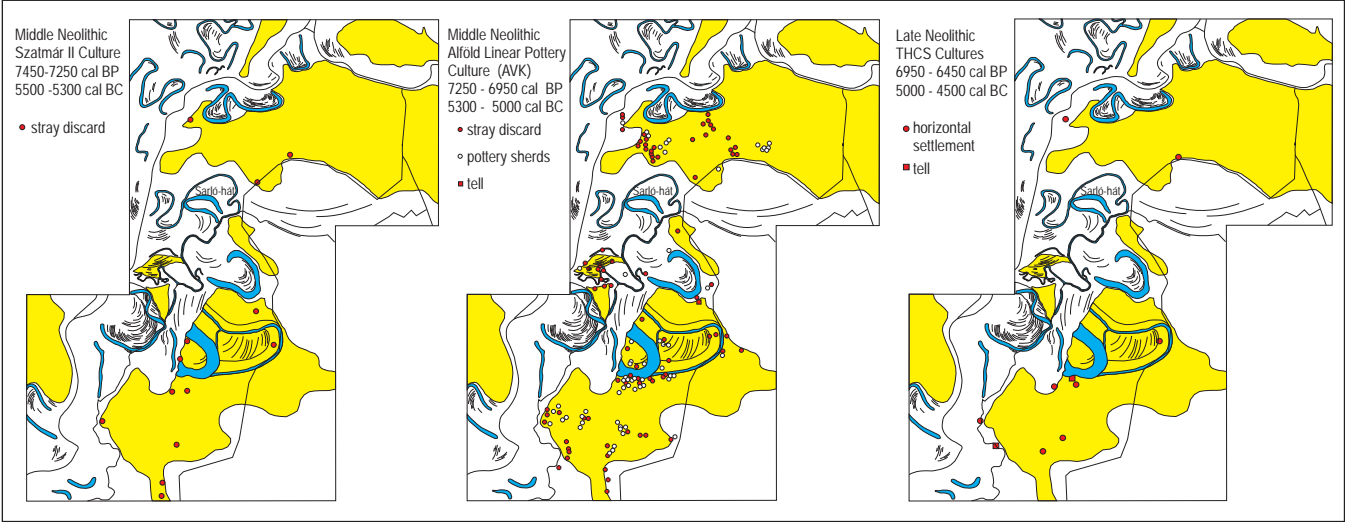 Middle Neolithic
Szatmár II Culture
7450-7250 cal BP
5500 -5300 cal BC
stray discard
Sarló-hát
Middle Neolithic
Alföld Linear Pottery
Culture (AVK)
7250 - 6950 cal BP
5300 - 5000 cal BC
stray discard
pottery sherds
tell
Sarló-hát
Late Neolithic
THCS Cultures
6950 - 6450 cal BP
5000 - 4500 cal BC
horizontal
settlement
tell
Sarló-hát